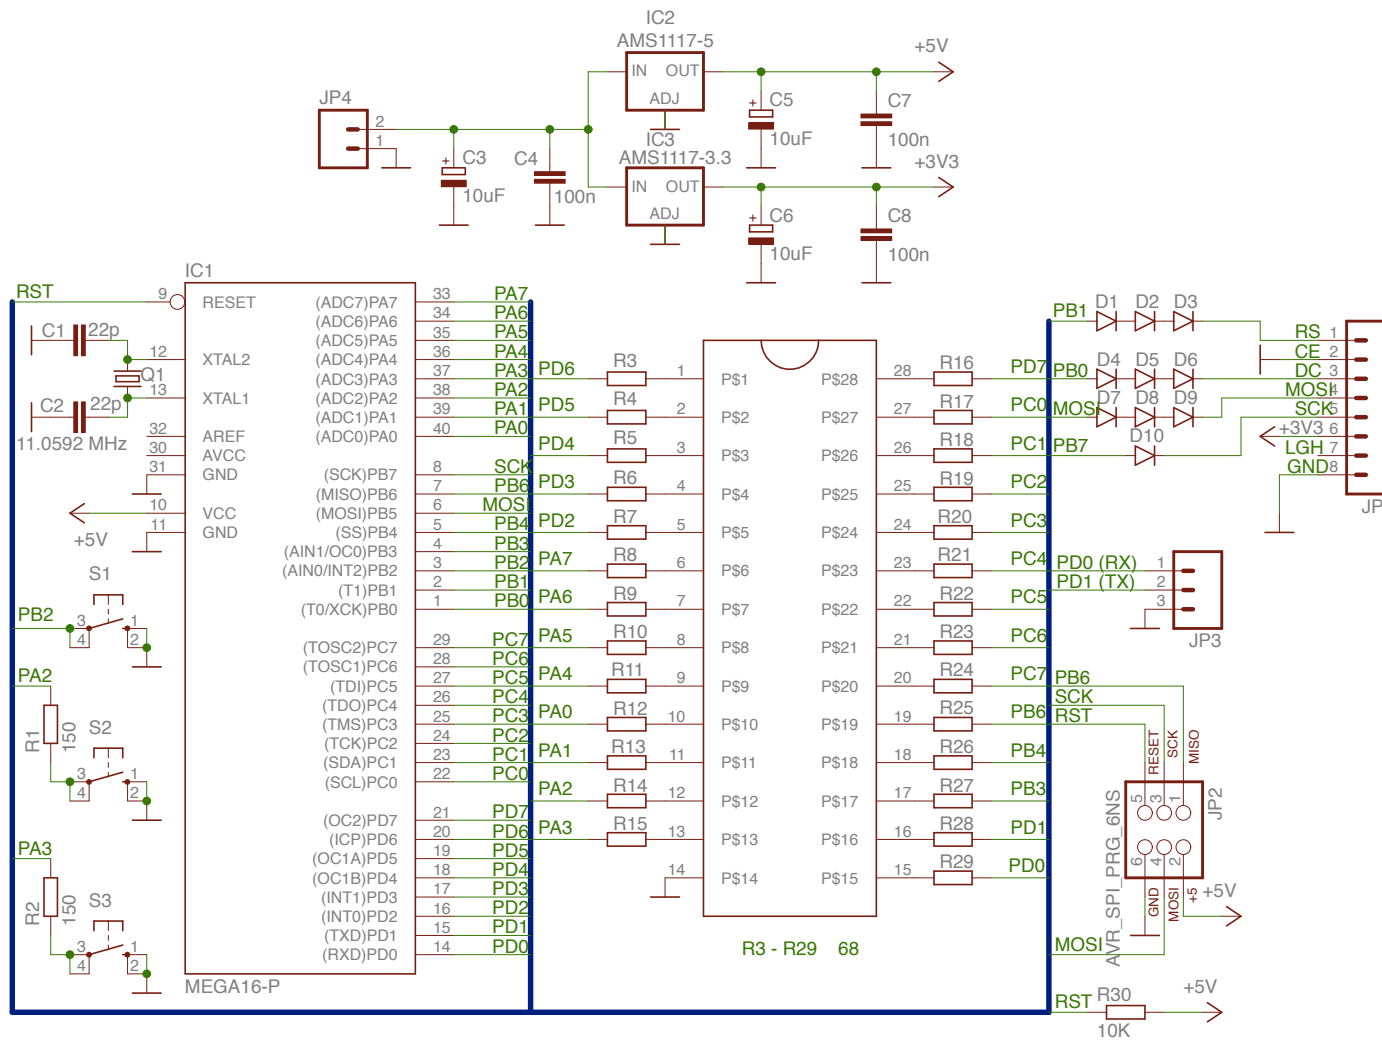 IC2
AMS1117-5
+5V
IN OUT
ADJ
C5
10uF
C7
100n
JP4
2
1
C3
10uF
C4
100n
IC3
AMS1117-3.3
+3V3
IN OUT
ADJ
C6
10uF
C8
100n
IC1
RST
9 RESET
C1 22p
12 XTAL2
Q1
13 XTAL1
C2 22p
11.0592 MHz
32 AREF
30 AVCC
31 GND
10 VCC
+5V
11 GND
(ADC7)PA7 33 PA7
(ADC6)PA6 34 PA6
(ADC5)PA5 35 PA5
(ADC4)PA4 36 PA4
(ADC3)PA3 37 PA3
(ADC2)PA2 38 PA2
(ADC1)PA1 39 PA1
(ADC0)PA0 40 PA0
(SCK)PB7 8 SCK
(MISO)PB6 7 PB6
(MOSI)PB5 6 MOSI
(SS)PB4 5 PB4
(AIN1/OC0)PB3 4 PB3
(AIN0/INT2)PB2 3 PB2
(T1)PB1 2 PB1
(T0/XCK)PB0 1 PB0
(TOSC2)PC7 29 PC7
(TOSC1)PC6 28 PC6
(TDI)PC5 27 PC5
(TDO)PC4 26 PC4
(TMS)PC3 25 PC3
(TCK)PC2 24 PC2
(SDA)PC1 23 PC1
(SCL)PC0 22 PC0
(OC2)PD7 21 PD7
(ICP)PD6 20 PD6
(OC1A)PD5 19 PD5
(OC1B)PD4 18 PD4
(INT1)PD3 17 PD3
(INT0)PD2 16 PD2
(TXD)PD1 15 PD1
(RXD)PD0 14 PD0
MEGA16-P
S1
PB2
3 1
4 2
PA2
R1
150
S2
3 1
4 2
PA3
R2
150
S3
3 1
4 2
PD6 R3 1 P$1 P$28 28 R16 PD7
PD5 R4 2 P$2 P$27 27 R17 PC0
PD4 R5 3 P$3 P$26 26 R18 PC1
PD3 R6 4 P$4 P$25 25 R19 PC2
PD2 R7 5 P$5 P$24 24 R20 PC3
PA7 R8 6 P$6 P$23 23 R21 PC4
PA6 R9 7 P$7 P$22 22 R22 PC5
PA5 R10 8 P$8 P$21 21 R23 PC6
PA4 R11 9 P$9 P$20 20 R24 PC7
PA0 R12 10 P$10 P$19 19 R25 PB6
PA1 R13 11 P$11 P$18 18 R26 PB4
PA2 R14 12 P$12 P$17 17 R27 PB3
PA3 R15 13 P$13 P$16 16 R28 PD1
14 P$14 P$15 15 R29 PD0
R3 - R29 68
PB1 D1 D2 D3
PB0 D4 D5 D6
MOSI D7 D8 D9
PB7 D10
RS 1
CE 2
DC 3
MOSI 4
SCK 5
+3V3 6
LGH 7
GND 8
JP
PD0 (RX) 1
PD1 (TX) 2
3
JP3
PB6
SCK
RST
RESET
SCK
MISO
5 3 1
6 4 2
JP2
AVR_SPI_PRG_6NS
GND
MOSI
+5
+5V
MOSI
RST R30 +5V
10K